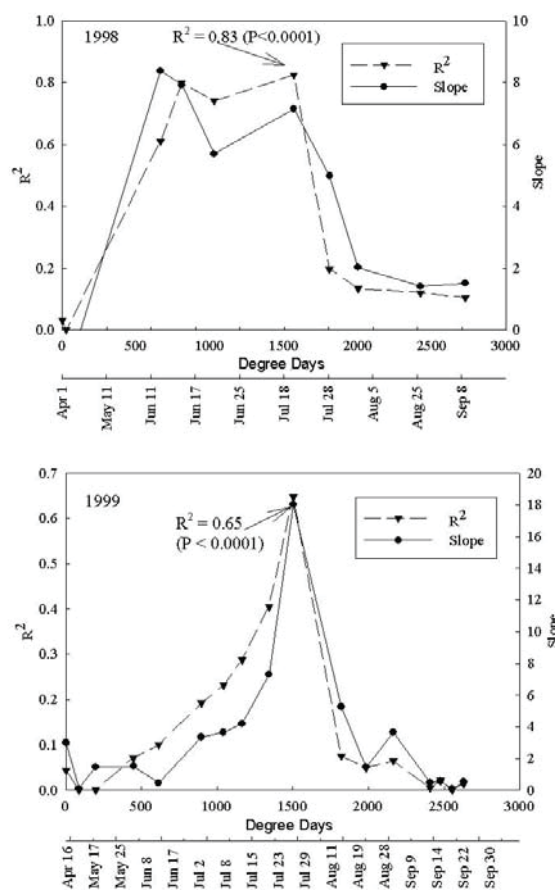 1998
R² = 0.83 (P<0.0001)
R²
Slope
1.0
0.8
0.6
0.4
0.2
0.0
R²
10
8
6
4
2
0
Slope
0 500 1000 1500 2000 2500 3000
Degree Days
Apr 1 May 11 Jun 11 Jun 17 Jun 25 Jul 18 Jul 28 Aug 5 Aug 25 Sep 8
1999
R² = 0.65
(P < 0.0001)
R²
Slope
0.7
0.6
0.5
0.4
0.3
0.2
0.1
0.0
R²
20
18
16
14
12
10
8
6
4
2
0
Slope
0 500 1000 1500 2000 2500 3000
Degree Days
Apr 16 May 17 May 25 Jun 8 Jun 17 Jul 2 Jul 8 Jul 15 Jul 23 Jul 29 Aug 11 Aug 19 Aug 28 Sep 9 Sep 14 Sep 22 Sep 30